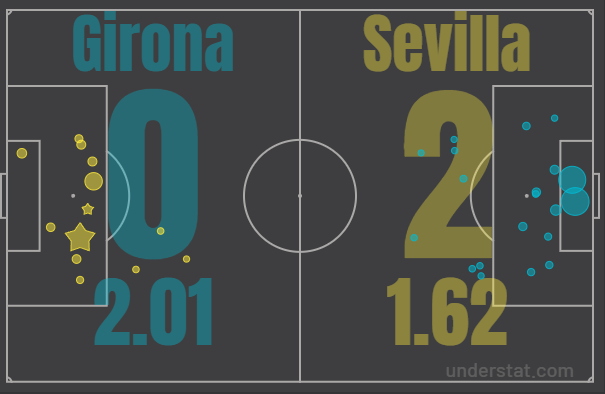 Girona Sevilla
0 2
2.01 1.62
understat.com